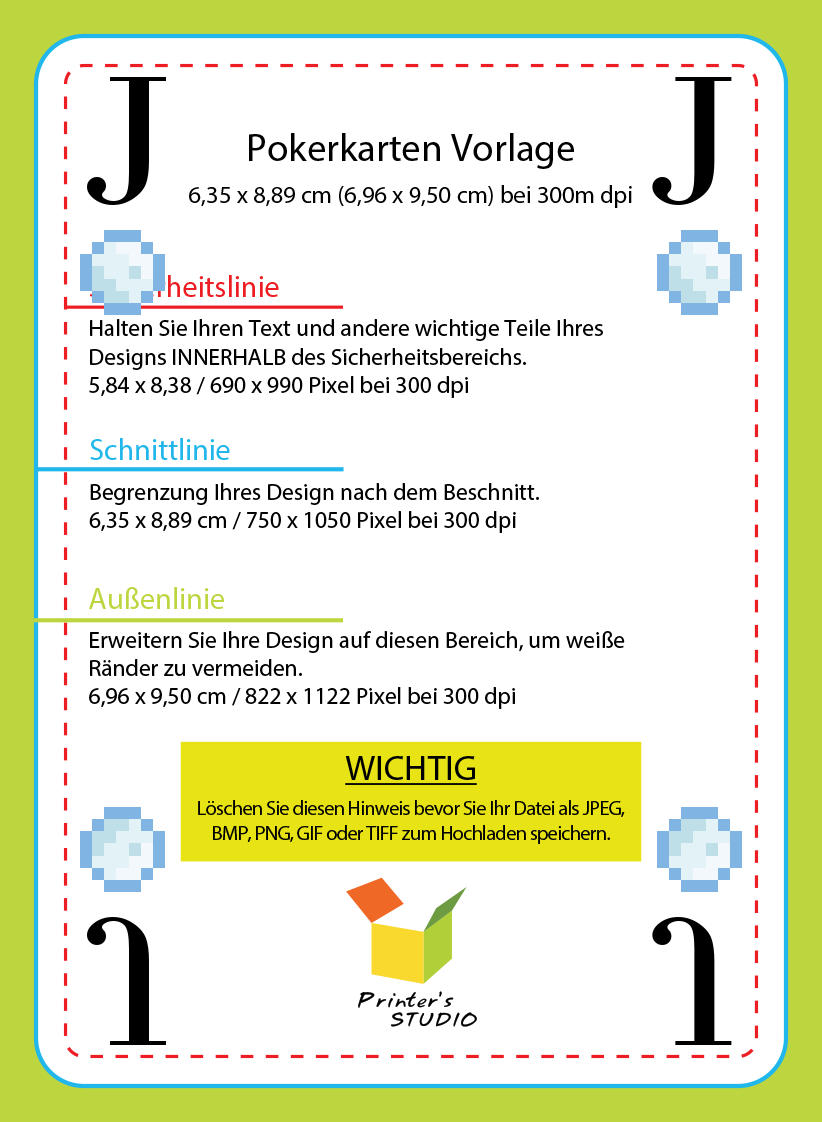 J J
Pokerkarten Vorlage
6,35 x 8,89 cm (6,96 x 9,50 cm) bei 300m dpi
Halten Sie Ihren Text und andere wichtige Teile Ihres
Designs INNERHALB des Sicherheitsbereichs.
5,84 x 8,38 / 690 x 990 Pixel bei 300 dpi
Schnittlinie
Begrenzung Ihres Design nach dem Beschnitt.
6,35 x 8,89 cm / 750 x 1050 Pixel bei 300 dpi
Außenlinie
Erweitern Sie Ihre Design auf diesen Bereich, um weiße
Ränder zu vermeiden.
6,96 x 9,50 cm / 822 x 1122 Pixel bei 300 dpi
WICHTIG
Löschen Sie diesen Hinweis bevor Sie Ihr Datei als JPEG,
BMP, PNG, GIF oder TIFF zum Hochladen speichern.
Printer's
STUDIO
J J